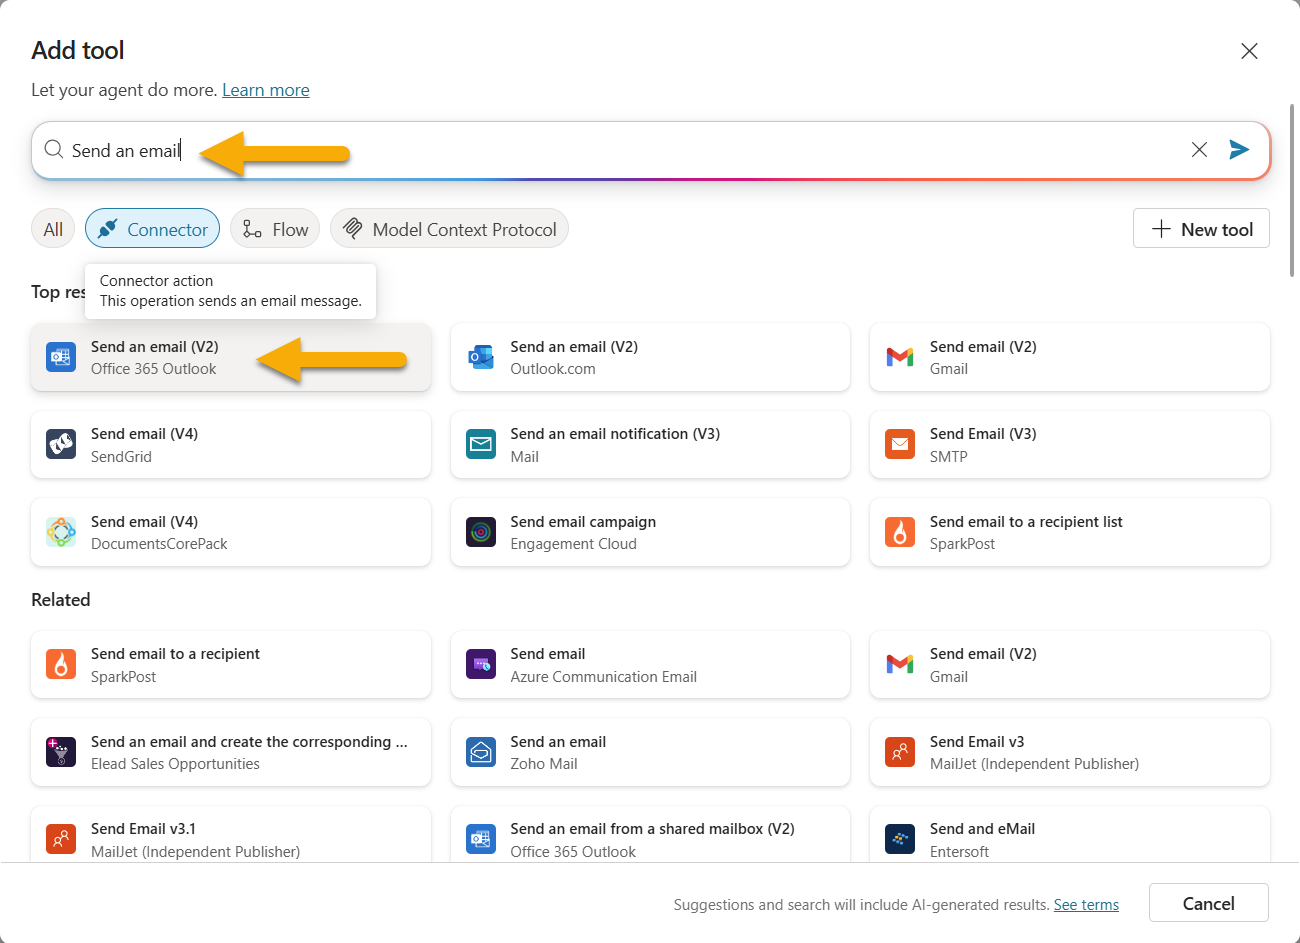 Add tool
Let your agent do more. Learn more
Send an email
All
Connector
Flow
Model Context Protocol
New tool
Connector action
This operation sends an email message.
Top res
Send an email (V2)
Office 365 Outlook
Send an email (V2)
Outlook.com
Send email (V2)
Gmail
Send email (V4)
SendGrid
Send an email notification (V3)
Mail
Send Email (V3)
SMTP
Send email (V4)
DocumentsCorePack
Send email campaign
Engagement Cloud
Send email to a recipient list
SparkPost
Related
Send email to a recipient
SparkPost
Send email
Azure Communication Email
Send email (V2)
Gmail
Send an email and create the corresponding ...
Elead Sales Opportunities
Send an email
Zoho Mail
Send Email v3
MailJet (Independent Publisher)
Send Email v3.1
MailJet (Independent Publisher)
Send an email from a shared mailbox (V2)
Office 365 Outlook
Send and eMail
Entersoft
Suggestions and search will include AI-generated results. See terms
Cancel